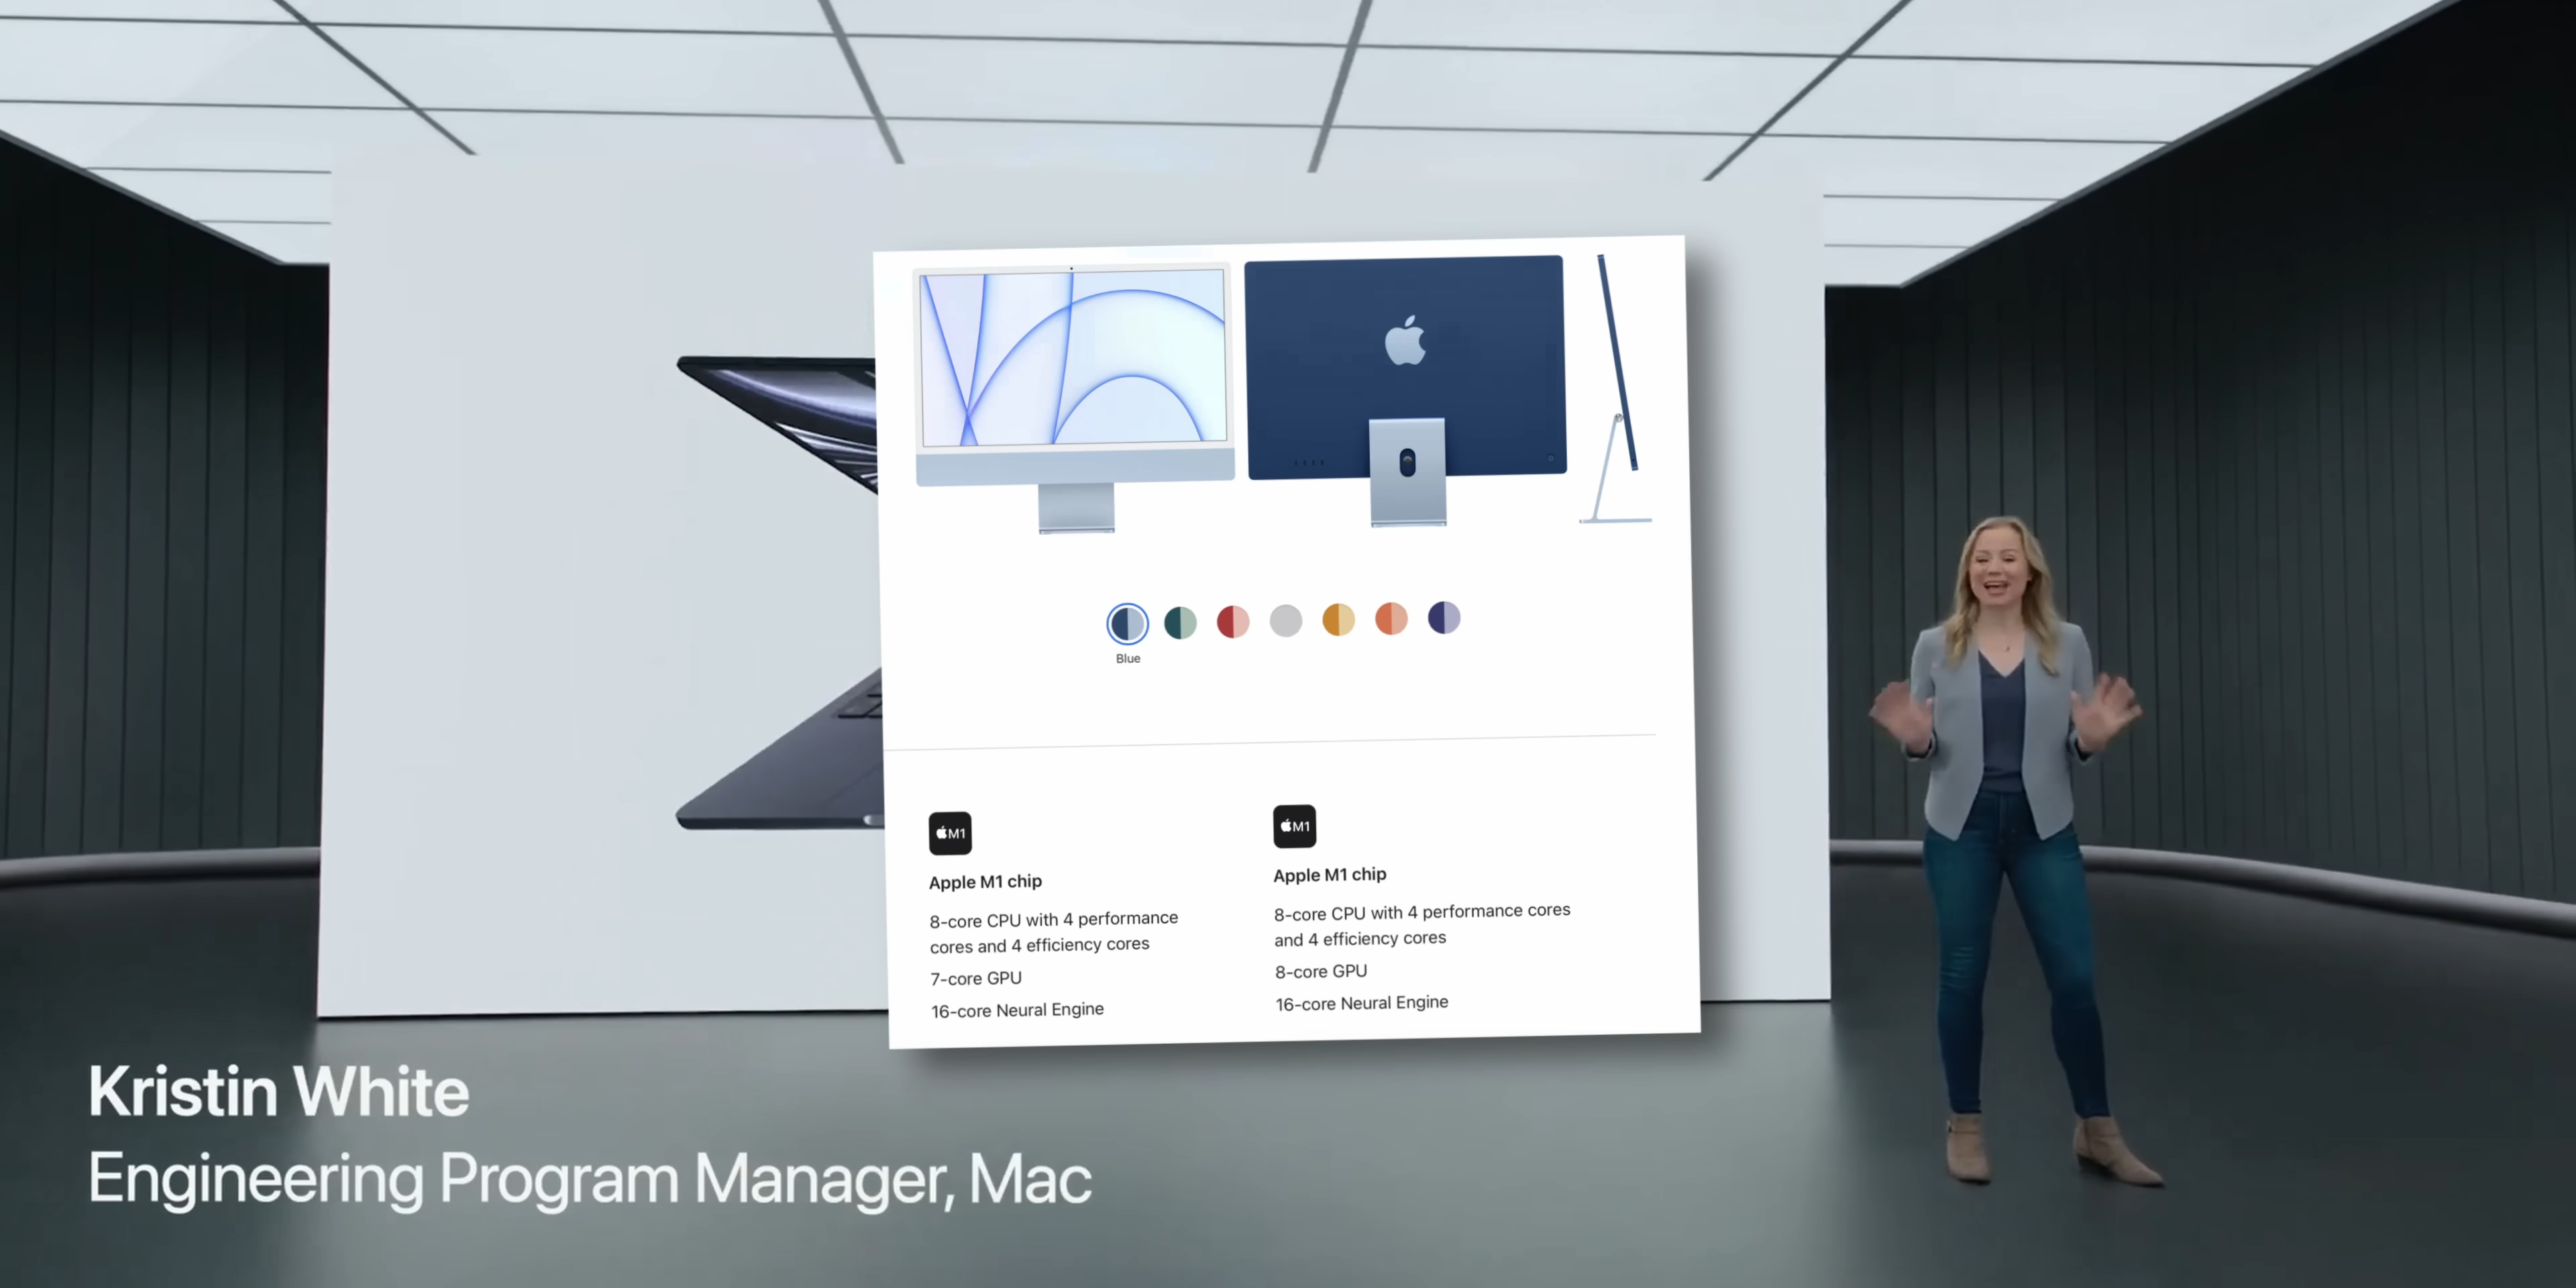 Blue
M1
Apple M1 chip
8-core CPU with 4 performance
cores and 4 efficiency cores
7-core GPU
16-core Neural Engine
M1
Apple M1 chip
8-core CPU with 4 performance cores
and 4 efficiency cores
8-core GPU
16-core Neural Engine
Kristin White
Engineering Program Manager, Mac